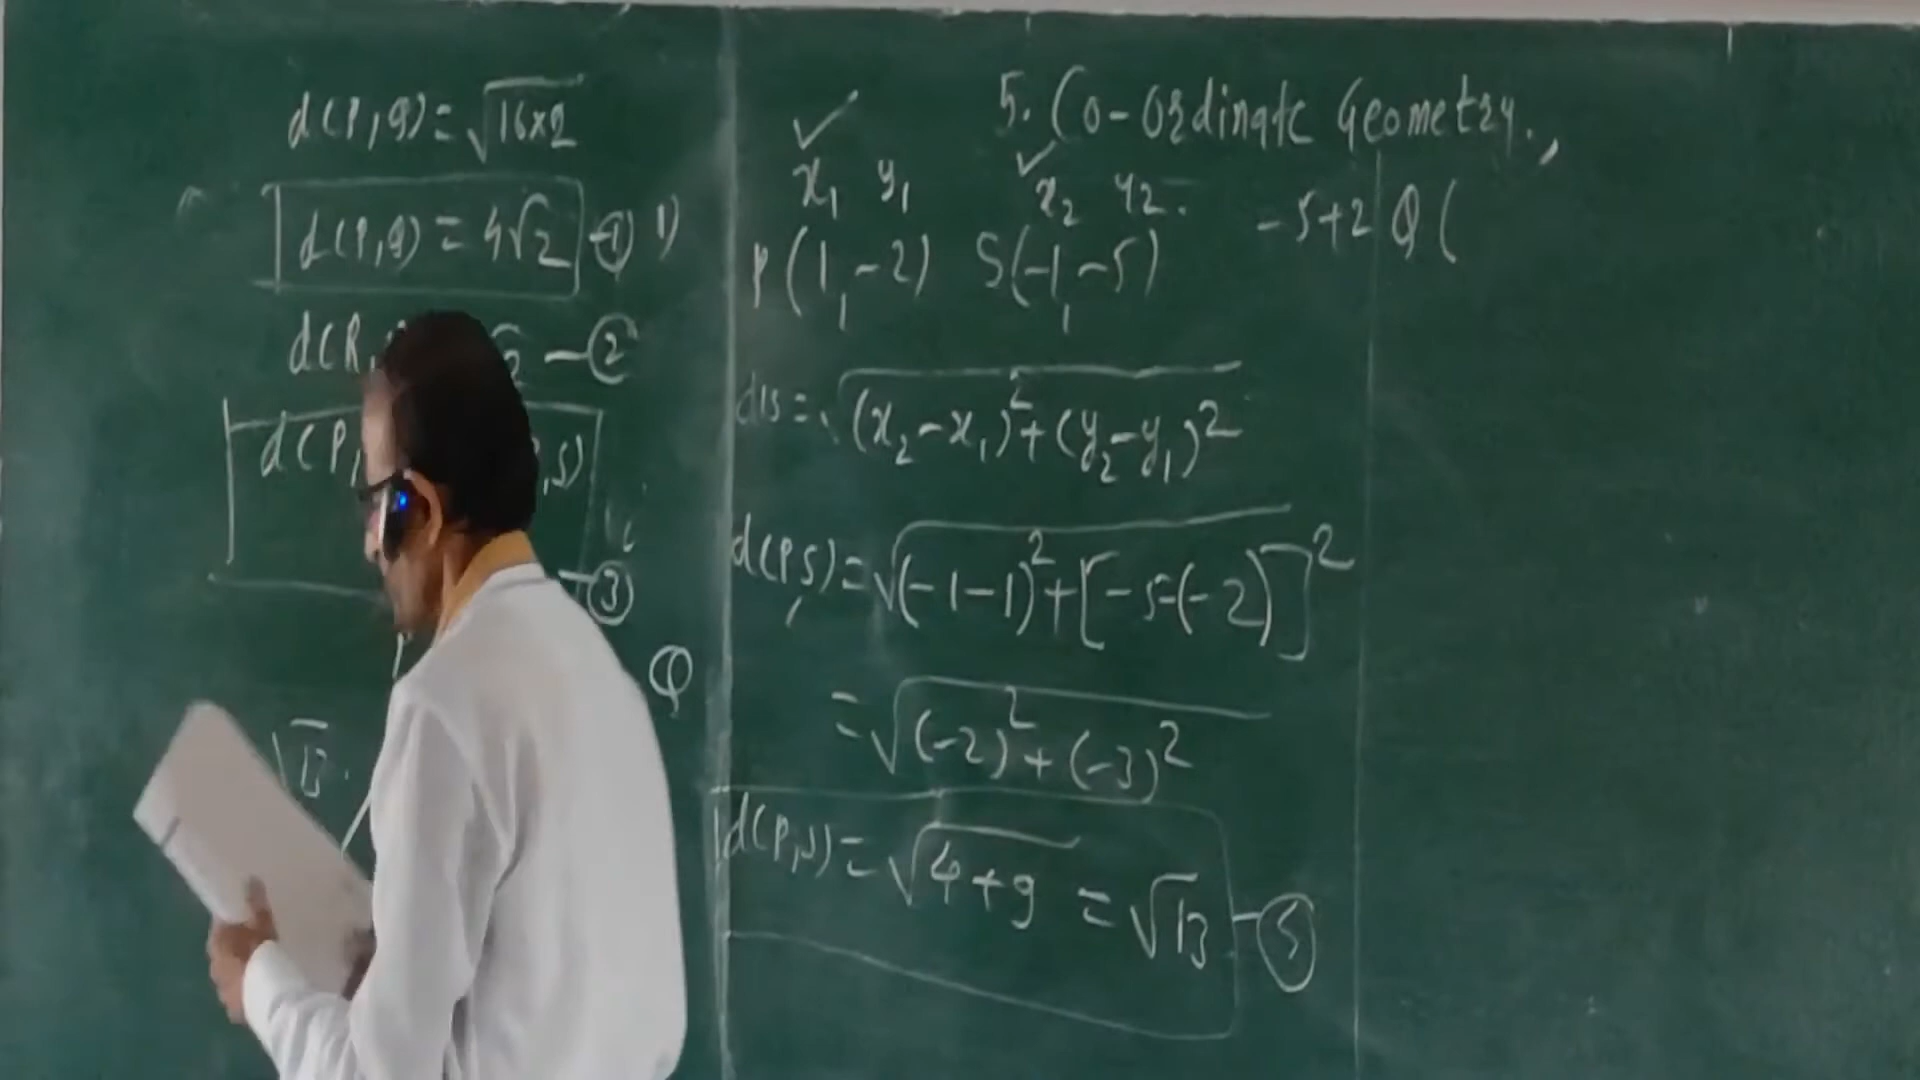 d(P,Q) = √16×2
d(P,Q) = 4√2 -① 1)
d(R, √2 -②
d(P, ,S)
-③
Q
√13.
5. Co-Ordinate Geometry.,
✓ ✓
x₁ y₁ x₂ y₂.
P(1,-2) S(-1,-5)
-5+2
dis = √(x₂-x₁)²+(y₂-y₁)²
d(P,S) = √(-1-1)²+[-5-(-2)]²
= √(-2)²+(-3)²
d(P,S) = √4+9 = √13 -⑤
Q(